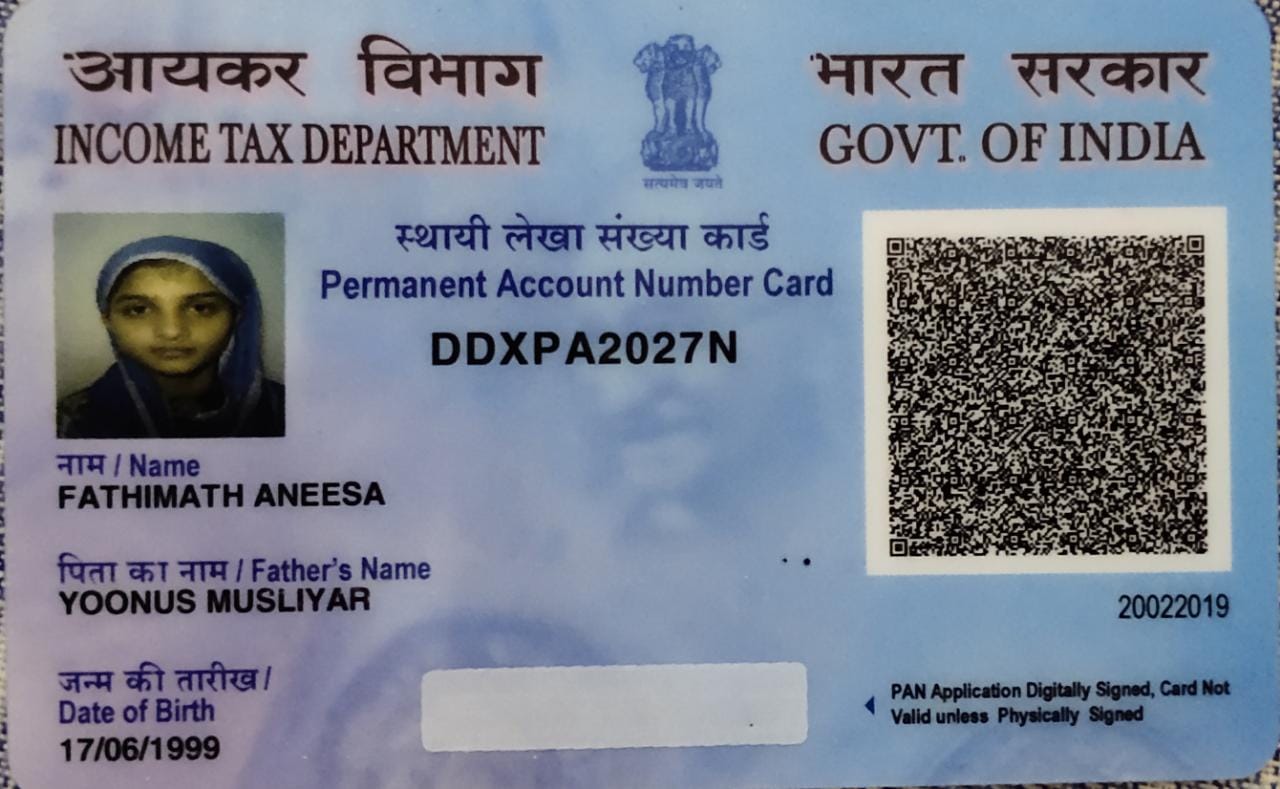 आयकर विभाग
INCOME TAX DEPARTMENT
सत्यमेव जयते
भारत सरकार
GOVT. OF INDIA
स्थायी लेखा संख्या कार्ड
Permanent Account Number Card
DDXPA2027N
नाम / Name
FATHIMATH ANEESA
पिता का नाम / Father's Name
YOONUS MUSLIYAR
20022019
जन्म की तारीख /
Date of Birth
17/06/1999
PAN Application Digitally Signed, Card Not
Valid unless Physically Signed